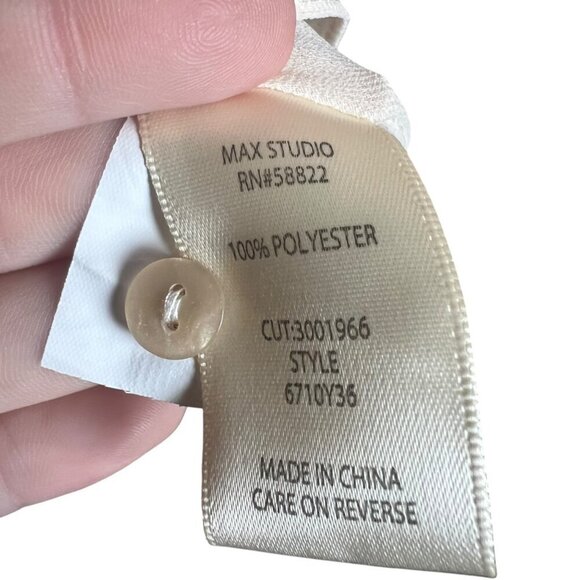 MAX STUDIO
RN#58822
100% POLYESTER
CUT:3001966
STYLE
6710Y36
MADE IN CHINA
CARE ON REVERSE